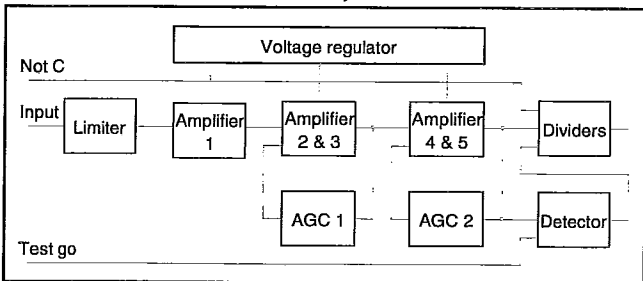 Voltage regulator
Not C
Input
Limiter
Amplifier
1
Amplifier
2 & 3
Amplifier
4 & 5
Dividers
AGC 1
AGC 2
Detector
Test go